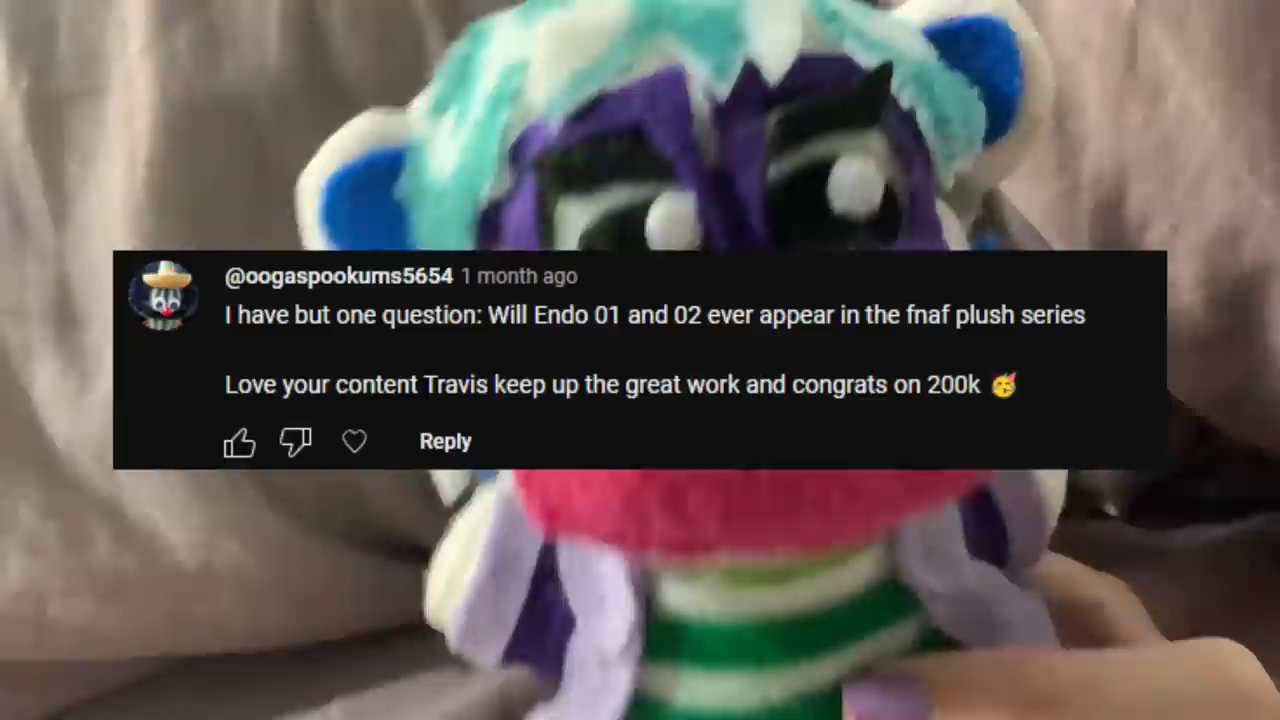 @oogaspookums5654 1 month ago
I have but one question: Will Endo 01 and 02 ever appear in the fnaf plush series
Love your content Travis keep up the great work and congrats on 200k 🥳
Reply